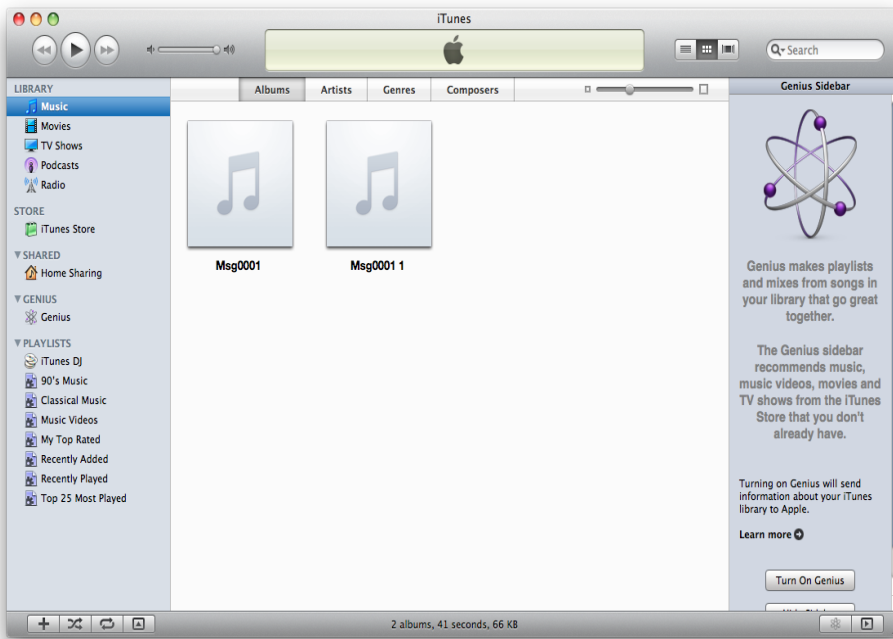 iTunes
Search
LIBRARY
Music
Movies
TV Shows
Podcasts
Radio
STORE
iTunes Store
SHARED
Home Sharing
GENIUS
Genius
PLAYLISTS
iTunes DJ
90's Music
Classical Music
Music Videos
My Top Rated
Recently Added
Recently Played
Top 25 Most Played
Albums Artists Genres Composers
Msg0001 Msg0001 1
Genius Sidebar
Genius makes playlists
and mixes from songs in
your library that go great
together.
The Genius sidebar
recommends music,
music videos, movies and
TV shows from the iTunes
Store that you don't
already have.
Turning on Genius will send
information about your iTunes
library to Apple.
Learn more
Turn On Genius
2 albums, 41 seconds, 66 KB